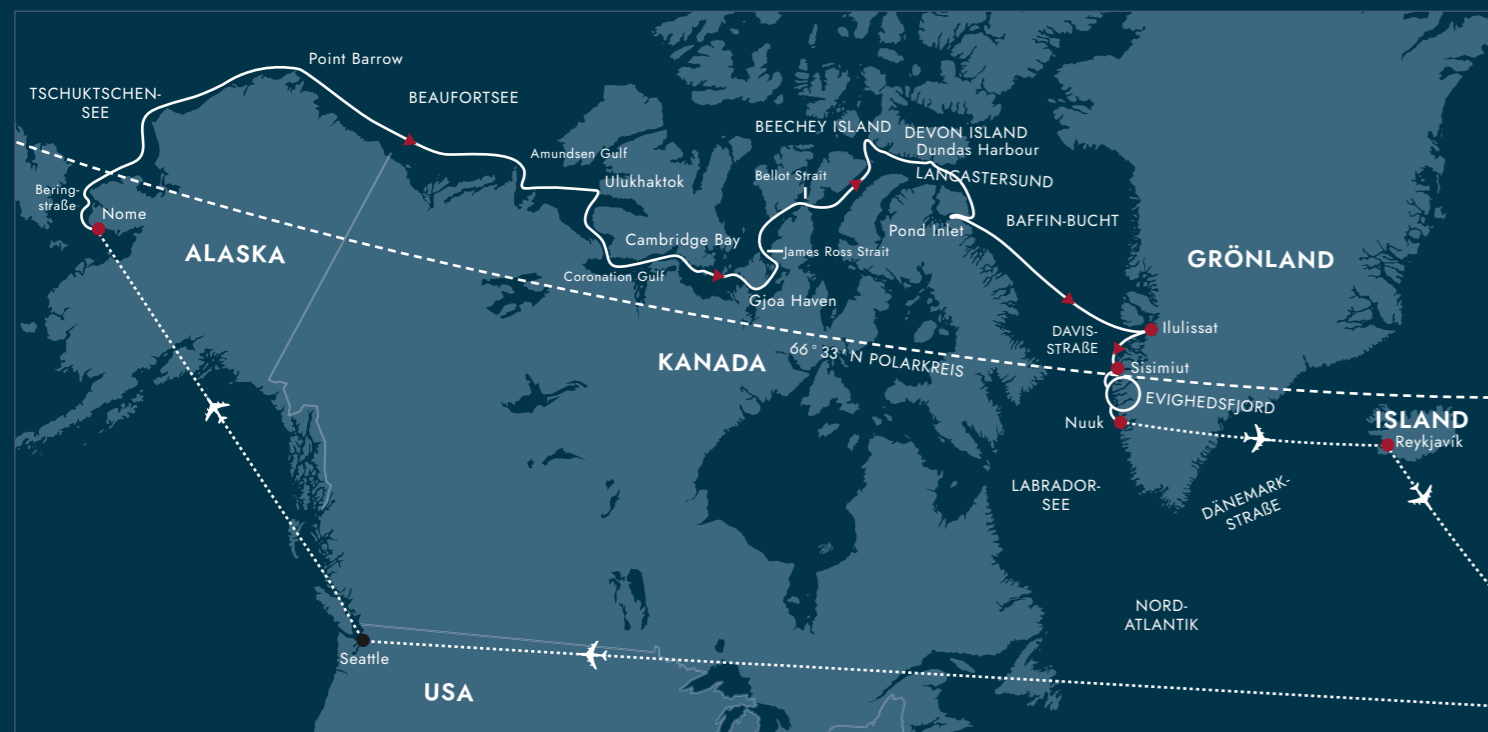 Point Barrow
TSCHUKTSCHEN-
SEE
BEAUFORTSEE
BEECHEY ISLAND
DEVON ISLAND
Dundas Harbour
Amundsen Gulf
Bellot Strait
LANCASTERSUND
Ulukhaktok
Bering-
straße
Nome
BAFFIN-BUCHT
Pond Inlet
Cambridge Bay
ALASKA
James Ross Strait
GRÖNLAND
Coronation Gulf
Gjoa Haven
Ilulissat
DAVIS-
STRAßE
66° 33' N POLARKREIS
KANADA
Sisimiut
EVIGHEDSFJORD
Nuuk
ISLAND
Reykjavík
LABRADOR-
SEE
DÄNEMARK-
STRAßE
NORD-
ATLANTIK
Seattle
USA